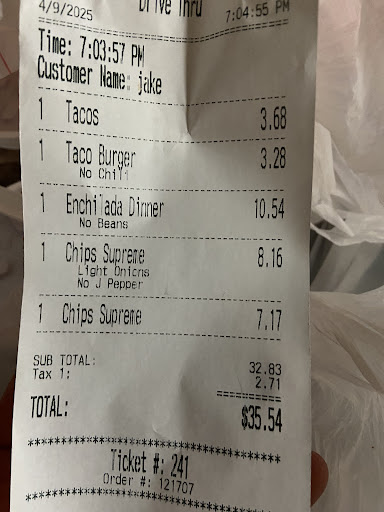 4/9/2025 Drive Thru 7:04:55 PM
Time: 7:03:57 PM
Customer Name: jake
1 Tacos 3.68
1 Taco Burger 3.28
No Chili
1 Enchilada Dinner 10.54
No Beans
1 Chips Supreme 8.16
Light Onions
No J Pepper
1 Chips Supreme 7.17
SUB TOTAL: 32.83
Tax 1: 2.71
TOTAL: $35.54
Ticket #: 241
Order #: 121707